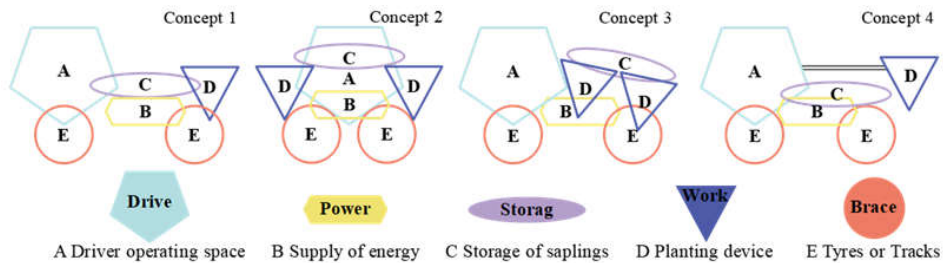 Concept 1 Concept 2 Concept 3 Concept 4
A C D B E E
C A D B D E E
A C D D B E E
A D C B E E
Drive Power Storag Work Brace
A Driver operating space B Supply of energy C Storage of saplings D Planting device E Tyres or Tracks